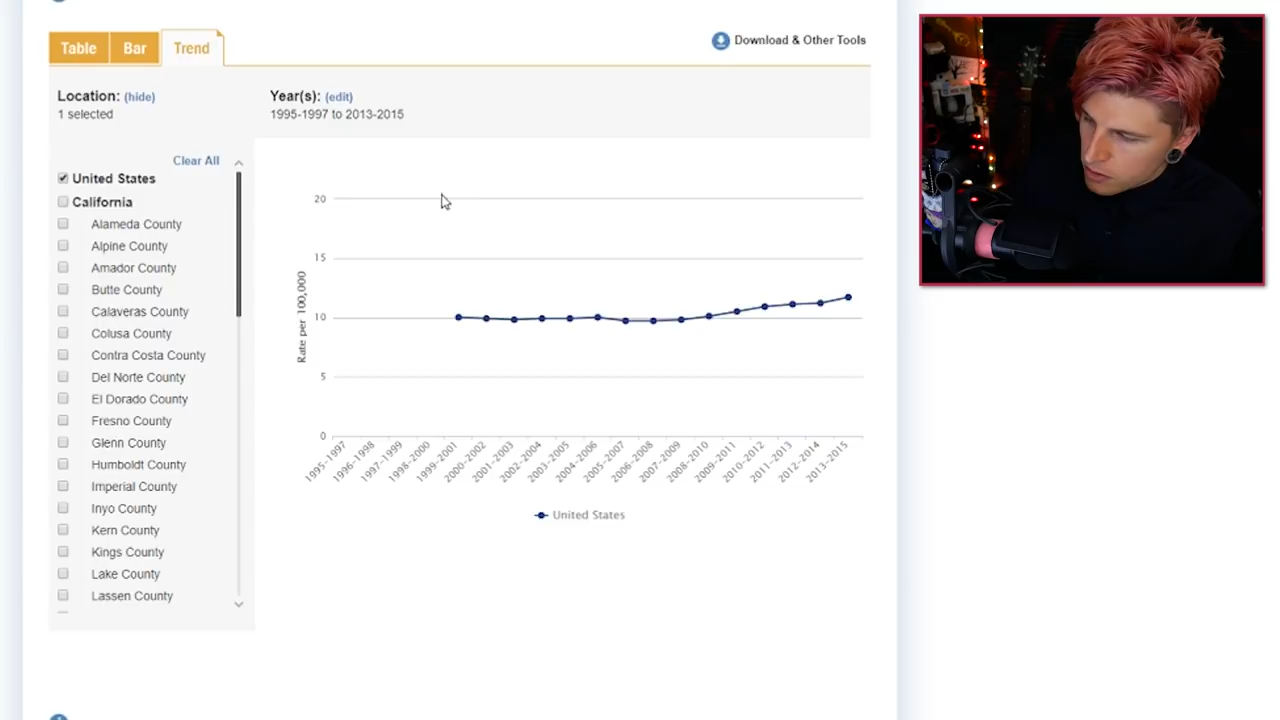 Table
Bar
Trend
Download & Other Tools
Location: (hide)
1 selected
Year(s): (edit)
1995-1997 to 2013-2015
Clear All
United States
California
Alameda County
Alpine County
Amador County
Butte County
Calaveras County
Colusa County
Contra Costa County
Del Norte County
El Dorado County
Fresno County
Glenn County
Humboldt County
Imperial County
Inyo County
Kern County
Kings County
Lake County
Lassen County
Rate per 100,000
20
15
10
5
0
1995-1997
1996-1998
1997-1999
1998-2000
1999-2001
2000-2002
2001-2003
2002-2004
2003-2005
2004-2006
2005-2007
2006-2008
2007-2009
2008-2010
2009-2011
2010-2012
2011-2013
2012-2014
2013-2015
United States